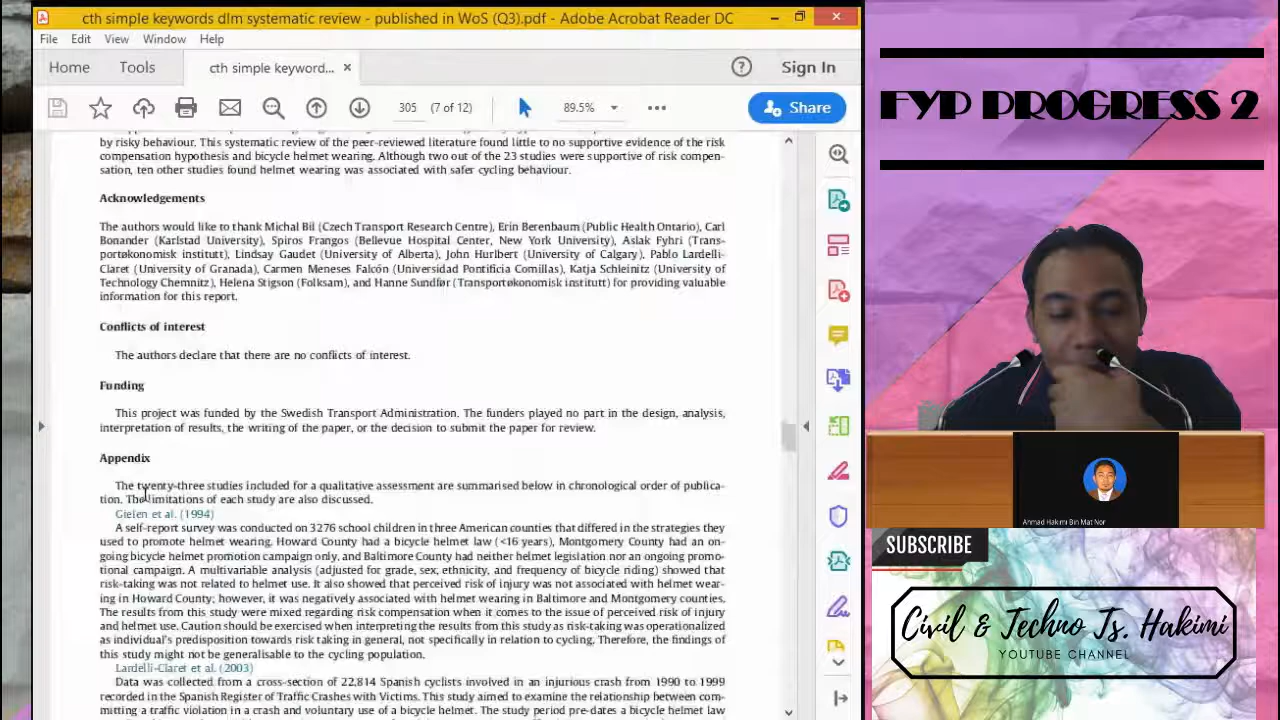 cth simple keywords dlm systematic review - published in WoS (Q3).pdf - Adobe Acrobat Reader DC
File Edit View Window Help
Home Tools cth simple keyword... × Sign In
305 (7 of 12) 89.5% Share
by risky behaviour. This systematic review of the peer-reviewed literature found little to no supportive evidence of the risk
compensation hypothesis and bicycle helmet wearing. Although two out of the 23 studies were supportive of risk compen-
sation, ten other studies found helmet wearing was associated with safer cycling behaviour.
Acknowledgements
The authors would like to thank Michal Bil (Czech Transport Research Centre), Erin Berenbaum (Public Health Ontario), Carl
Bonander (Karlstad University), Spiros Frangos (Bellevue Hospital Center, New York University), Aslak Fyhri (Trans-
portøkonomisk institutt), Lindsay Gaudet (University of Alberta), John Hurlbert (University of Calgary), Pablo Lardelli-
Claret (University of Granada), Carmen Meneses Falcón (Universidad Pontificia Comillas), Katja Schleinitz (University of
Technology Chemnitz), Helena Stigson (Folksam), and Hanne Sundfør (Transportøkonomisk institutt) for providing valuable
information for this report.
Conflicts of interest
The authors declare that there are no conflicts of interest.
Funding
This project was funded by the Swedish Transport Administration. The funders played no part in the design, analysis,
interpretation of results, the writing of the paper, or the decision to submit the paper for review.
Appendix
The twenty-three studies included for a qualitative assessment are summarised below in chronological order of publica-
tion. The limitations of each study are also discussed.
Gielen et al. (1994)
A self-report survey was conducted on 3276 school children in three American counties that differed in the strategies they
used to promote helmet wearing. Howard County had a bicycle helmet law (<16 years), Montgomery County had an on-
going bicycle helmet promotion campaign only, and Baltimore County had neither helmet legislation nor an ongoing promo-
tional campaign. A multivariable analysis (adjusted for grade, sex, ethnicity, and frequency of bicycle riding) showed that
risk-taking was not related to helmet use. It also showed that perceived risk of injury was not associated with helmet wear-
ing in Howard County; however, it was negatively associated with helmet wearing in Baltimore and Montgomery counties.
The results from this study were mixed regarding risk compensation when it comes to the issue of perceived risk of injury
and helmet use. Caution should be exercised when interpreting the results from this study as risk-taking was operationalized
as individual's predisposition towards risk taking in general, not specifically in relation to cycling. Therefore, the findings of
this study might not be generalisable to the cycling population.
Lardelli-Claret et al. (2003)
Data was collected from a cross-section of 22,814 Spanish cyclists involved in an injurious crash from 1990 to 1999
recorded in the Spanish Register of Traffic Crashes with Victims. This study aimed to examine the relationship between com-
mitting a traffic violation in a crash and voluntary use of a bicycle helmet. The study period pre-dates a bicycle helmet law
FYP PROGRESS 2
Ahmad Hakimi Bin Mat Nor
SUBSCRIBE
Civil & Techno Ts. Hakimi
YOUTUBE CHANNEL